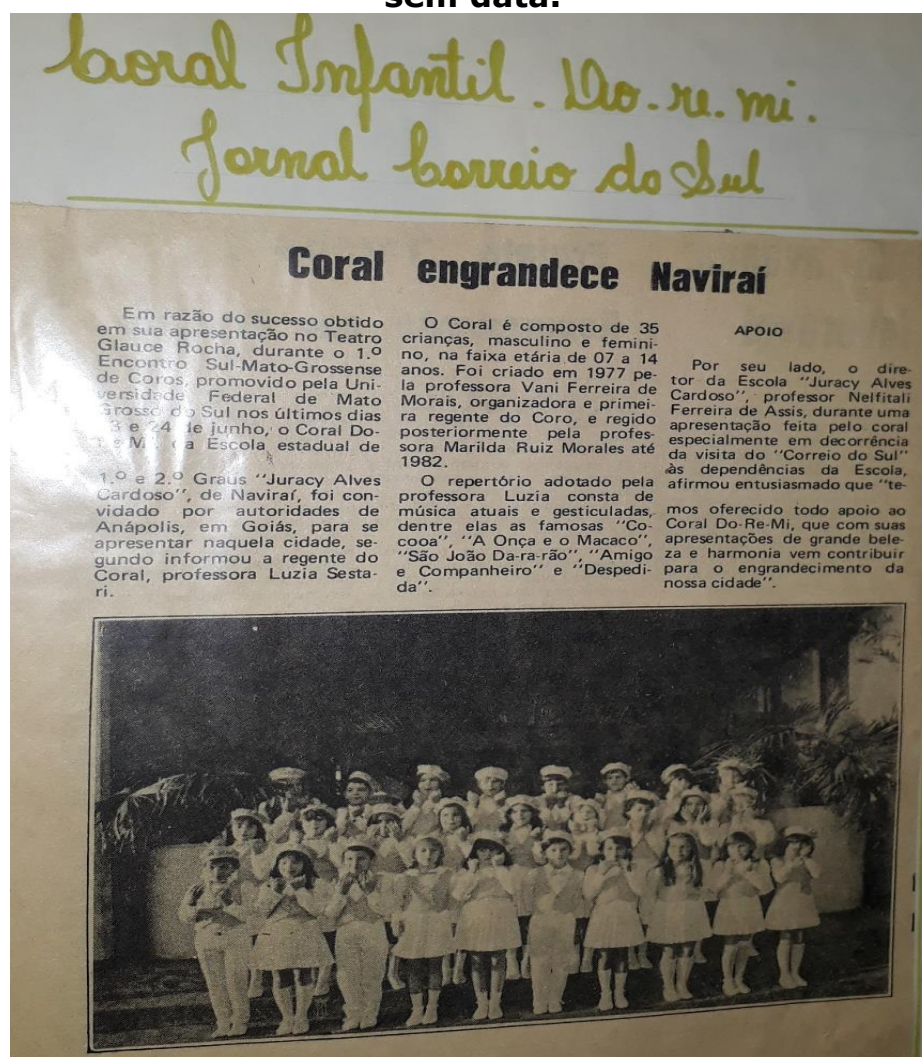 sem data.
Coral Infantil. Do. re. mi.
Jornal Correio do Sul
Coral engrandece Naviraí
Em razão do sucesso obtido
em sua apresentação no Teatro
Glauce Rocha, durante o 1.º
Encontro Sul-Mato-Grossense
de Coros, promovido pela Uni-
versidade Federal de Mato
Grosso do Sul nos últimos dias
e 24 de junho, o Coral Do-
da Escola estadual de
1.º e 2.º Graus "Juracy Alves
Cardoso", de Naviraí, foi con-
vidado por autoridades de
Anápolis, em Goiás, para se
apresentar naquela cidade, se-
gundo informou a regente do
Coral, professora Luzia Sesta-
ri.
O Coral é composto de 35
crianças, masculino e femini-
no, na faixa etária de 07 a 14
anos. Foi criado em 1977 pe-
la professora Vani Ferreira de
Morais, organizadora e primei-
ra regente do Coro, e regido
posteriormente pela profes-
sora Marilda Ruiz Morales até
1982.
O repertório adotado pela
professora Luzia consta de
música atuais e gesticuladas,
dentre elas as famosas "Co-
cooa", "A Onça e o Macaco",
"São João Da-ra-rão", "Amigo
e Companheiro" e "Despedi-
da".
APOIO
Por seu lado, o dire-
tor da Escola "Juracy Alves
Cardoso", professor Nelfitali
Ferreira de Assis, durante uma
apresentação feita pelo coral
especialmente em decorrência
da visita do "Correio do Sul"
às dependências da Escola,
afirmou entusiasmado que "te-
mos oferecido todo apoio ao
Coral Do-Re-Mi, que com suas
apresentações de grande bele-
za e harmonia vem contribuir
para o engrandecimento da
nossa cidade".